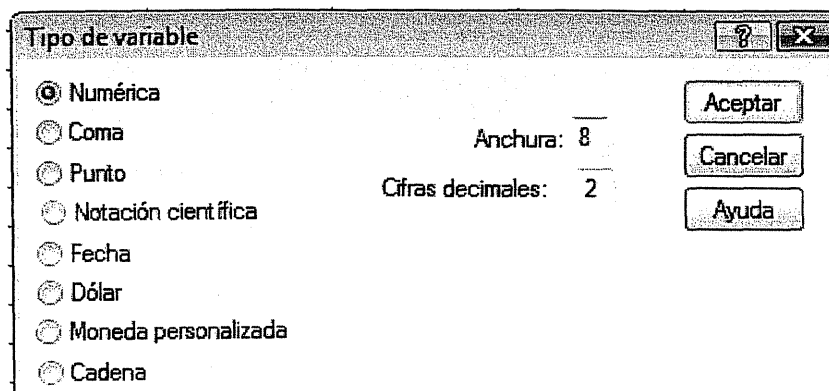 Tipo de variable
Numérica
Aceptar
Coma
Anchura: 8
Cancelar
Punto
Cifras decimales: 2
Ayuda
Notación científica
Fecha
Dólar
Moneda personalizada
Cadena